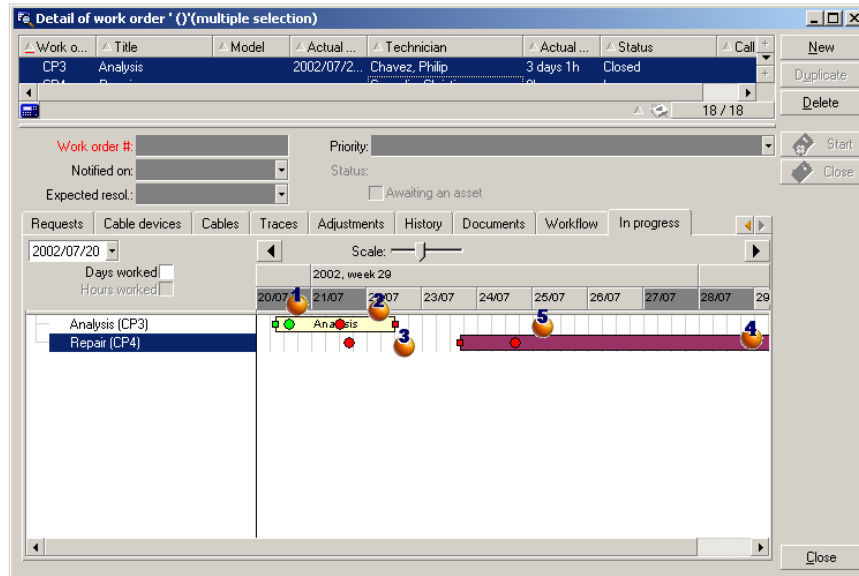 Detail of work order ' ()'(multiple selection)
Work o... Title Model Actual ... Technician Actual ... Status Call
CP3 Analysis 2002/07/2... Chavez, Philip 3 days 1h Closed
18 / 18
New
Duplicate
Delete
Start
Close
Work order #: Priority:
Notified on: Status:
Expected resol.: Awaiting an asset
Requests Cable devices Cables Traces Adjustments History Documents Workflow In progress
2002/07/20 Scale:
Days worked
Hours worked
2002, week 29
20/07 21/07 22/07 23/07 24/07 25/07 26/07 27/07 28/07 29
1 2 3 4 5
Analysis (CP3) Analysis
Repair (CP4)
Close